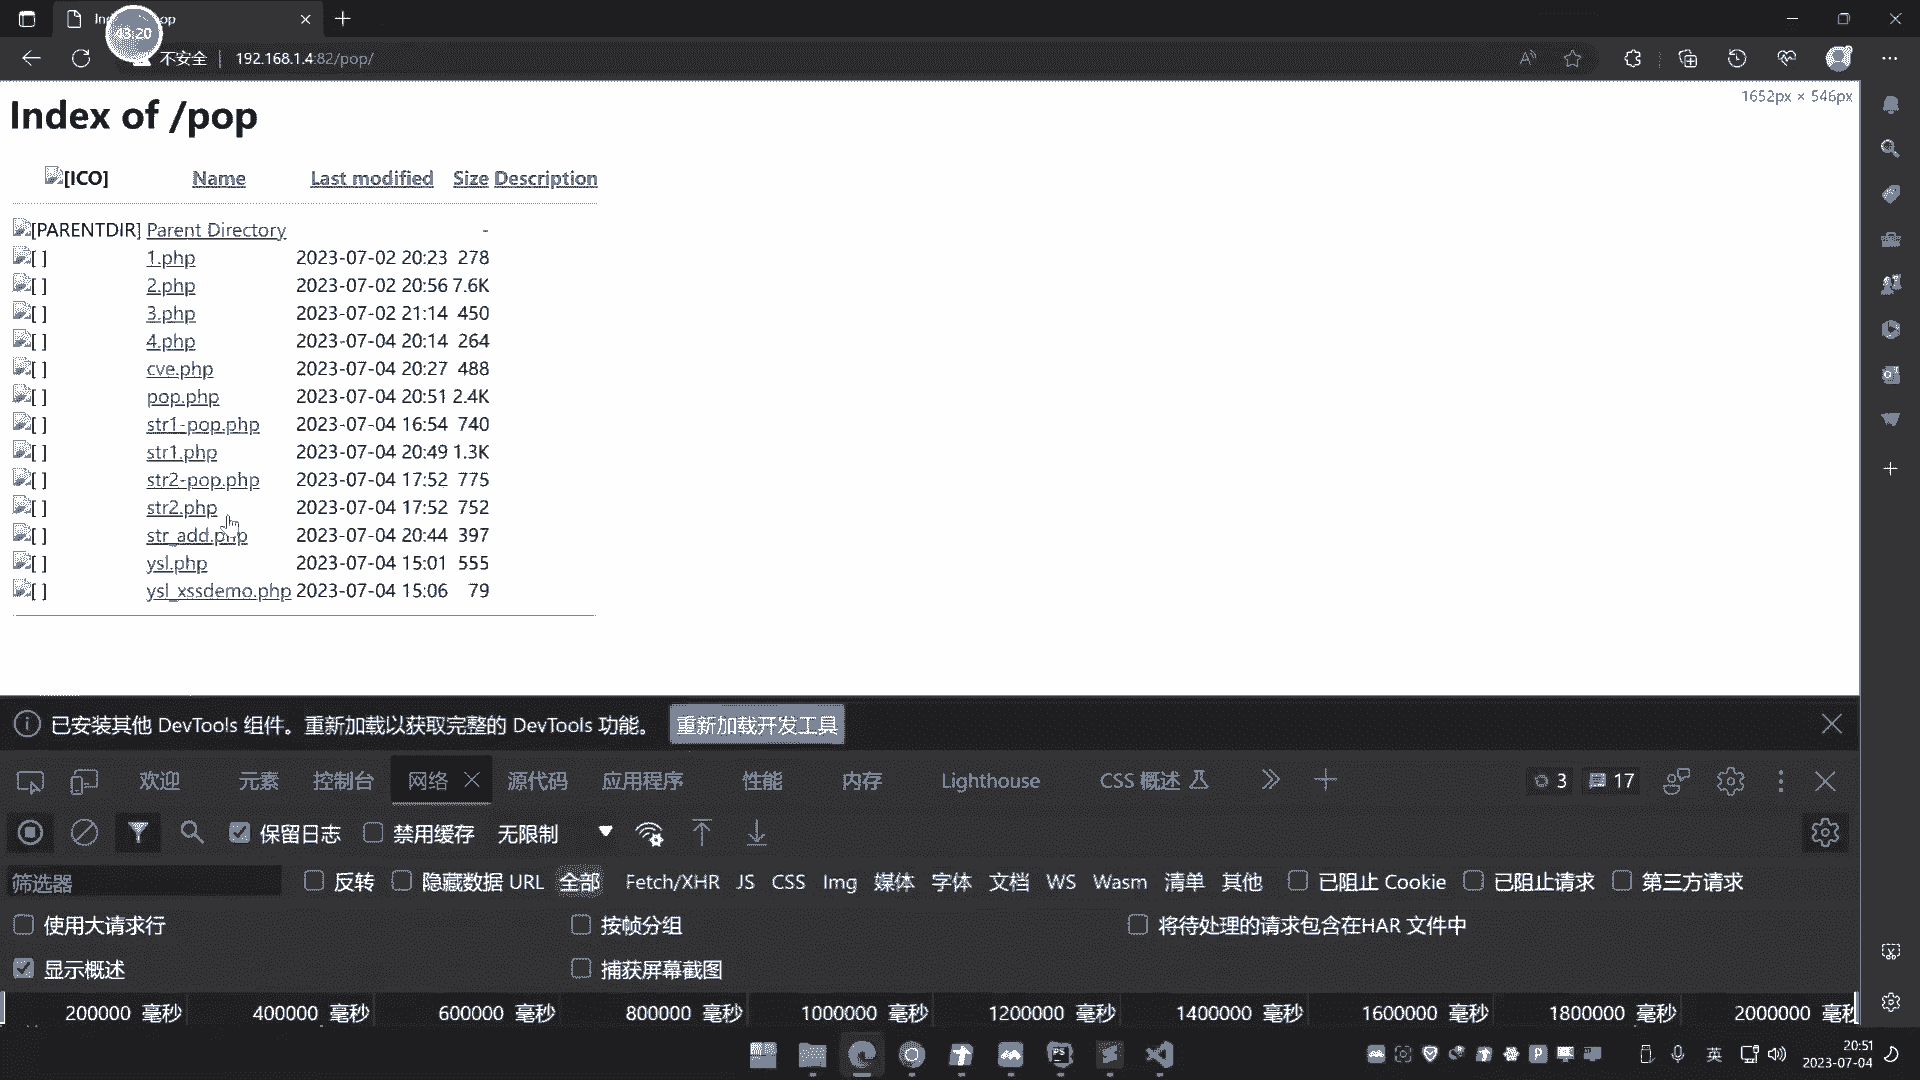 43:20
不安全 | 192.168.1.4:82/pop/
1652px × 546px
Index of /pop
[ICO] Name Last modified Size Description
[PARENTDIR] Parent Directory -
[ ] 1.php 2023-07-02 20:23 278
[ ] 2.php 2023-07-02 20:56 7.6K
[ ] 3.php 2023-07-02 21:14 450
[ ] 4.php 2023-07-04 20:14 264
[ ] cve.php 2023-07-04 20:27 488
[ ] pop.php 2023-07-04 20:51 2.4K
[ ] str1-pop.php 2023-07-04 16:54 740
[ ] str1.php 2023-07-04 20:49 1.3K
[ ] str2-pop.php 2023-07-04 17:52 775
[ ] str2.php 2023-07-04 17:52 752
[ ] str_add.php 2023-07-04 20:44 397
[ ] ysl.php 2023-07-04 15:01 555
[ ] ysl_xssdemo.php 2023-07-04 15:06 79
已安装其他 DevTools 组件。重新加载以获取完整的 DevTools 功能。 重新加载开发工具
欢迎 元素 控制台 网络 源代码 应用程序 性能 内存 Lighthouse CSS 概述 3 17
保留日志 禁用缓存 无限制
筛选器 反转 隐藏数据 URL 全部 Fetch/XHR JS CSS Img 媒体 字体 文档 WS Wasm 清单 其他 已阻止 Cookie 已阻止请求 第三方请求
使用大请求行 按帧分组 将待处理的请求包含在HAR 文件中
显示概述 捕获屏幕截图
200000 毫秒 400000 毫秒 600000 毫秒 800000 毫秒 1000000 毫秒 1200000 毫秒 1400000 毫秒 1600000 毫秒 1800000 毫秒 2000000 毫秒
英 20:51
2023-07-04